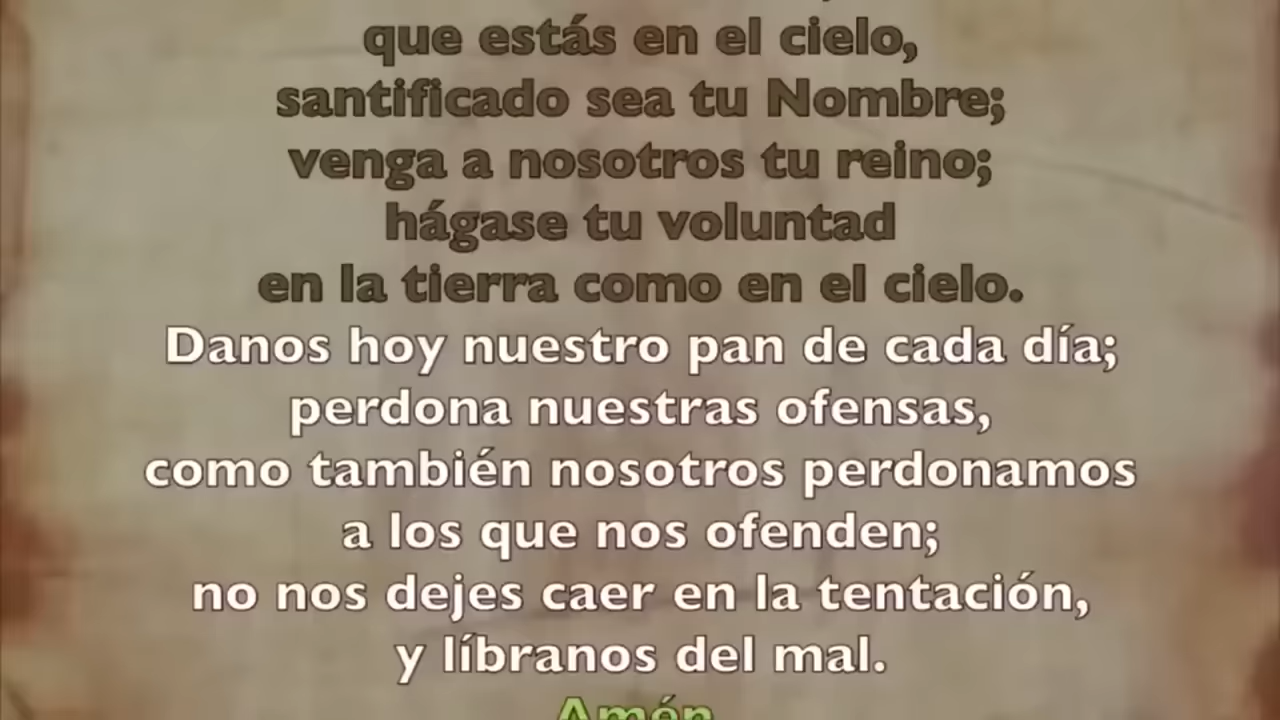 que estás en el cielo,
santificado sea tu Nombre;
venga a nosotros tu reino;
hágase tu voluntad
en la tierra como en el cielo.
Danos hoy nuestro pan de cada día;
perdona nuestras ofensas,
como también nosotros perdonamos
a los que nos ofenden;
no nos dejes caer en la tentación,
y líbranos del mal.
Amén